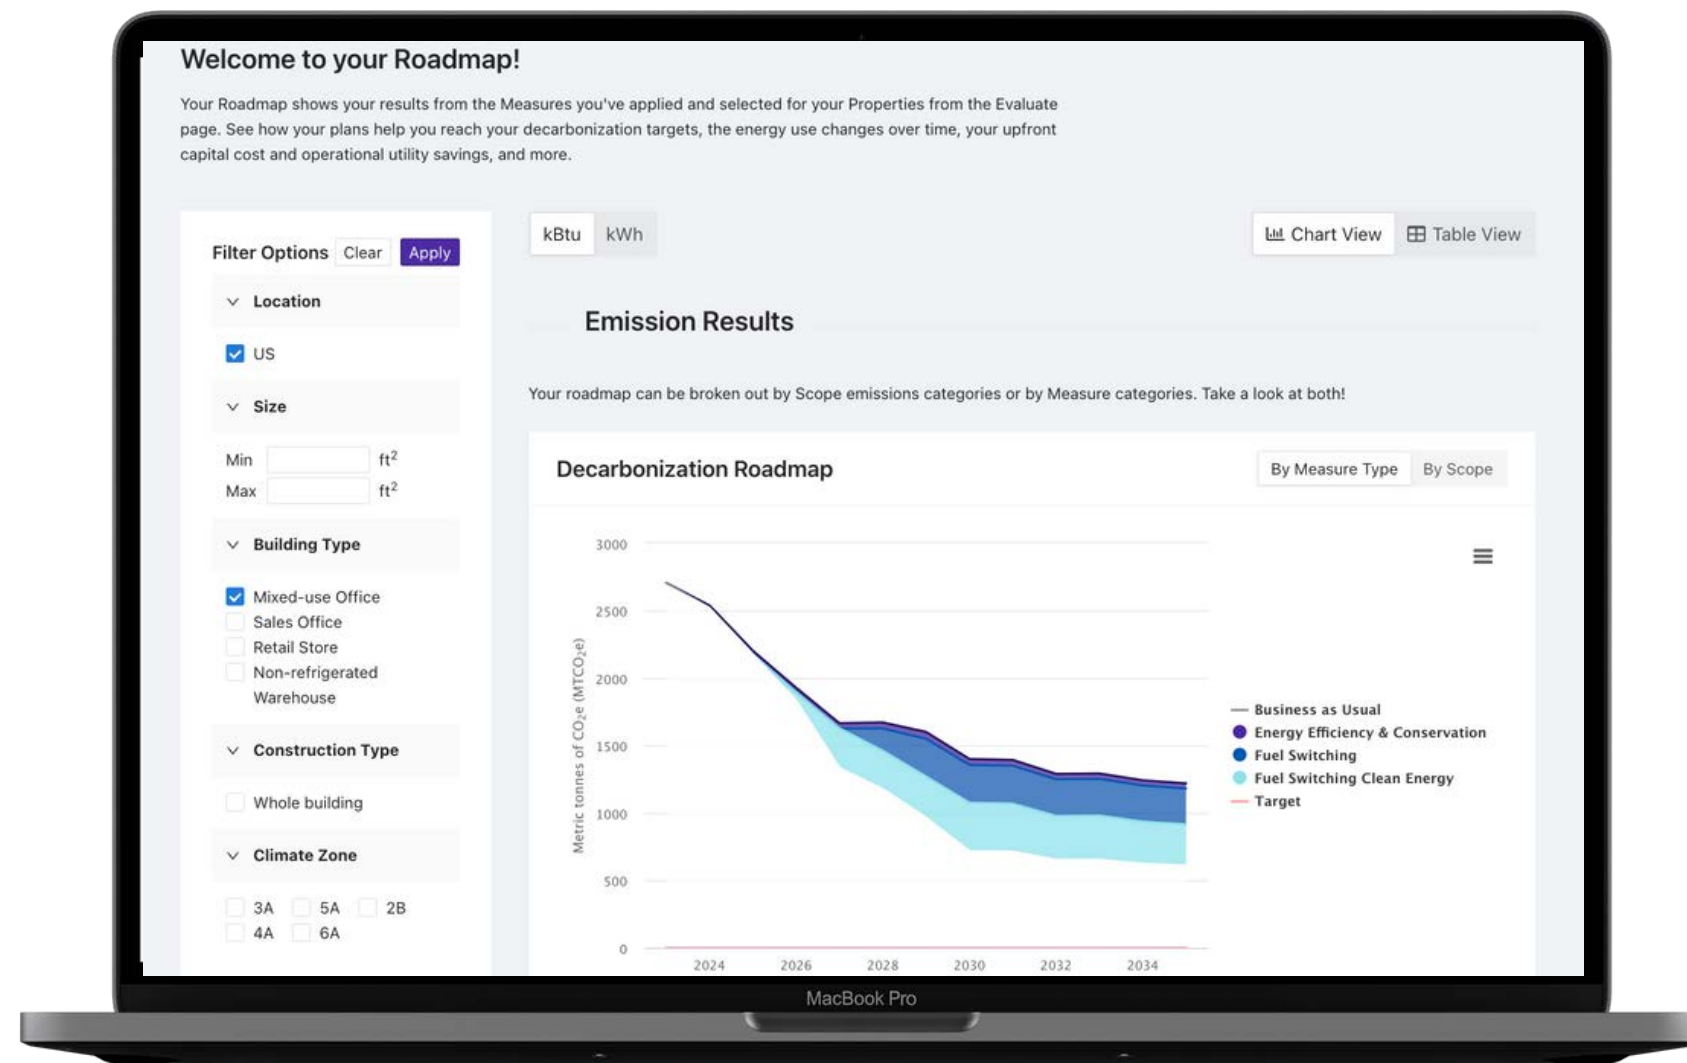 Welcome to your Roadmap!
Your Roadmap shows your results from the Measures you've applied and selected for your Properties from the Evaluate
page. See how your plans help you reach your decarbonization targets, the energy use changes over time, your upfront
capital cost and operational utility savings, and more.
Filter Options Clear Apply
Location
US
Size
Min ft²
Max ft²
Building Type
Mixed-use Office
Sales Office
Retail Store
Non-refrigerated
Warehouse
Construction Type
Whole building
Climate Zone
3A 5A 2B
4A 6A
kBtu kWh
Chart View Table View
Emission Results
Your roadmap can be broken out by Scope emissions categories or by Measure categories. Take a look at both!
Decarbonization Roadmap
By Measure Type By Scope
Metric tonnes of CO₂e (MTCO₂e)
3000
2500
2000
1500
1000
500
0
2024 2026 2028 2030 2032 2034
Business as Usual
Energy Efficiency & Conservation
Fuel Switching
Fuel Switching Clean Energy
Target
MacBook Pro